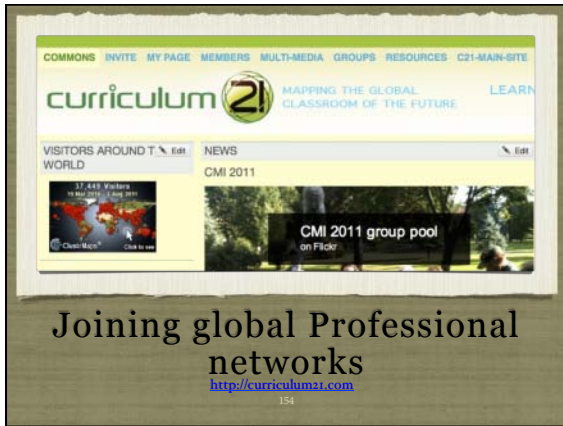 COMMONS INVITE MY PAGE MEMBERS MULTI-MEDIA GROUPS RESOURCES C21-MAIN-SITE
curriculum 21 MAPPING THE GLOBAL LEARN
CLASSROOM OF THE FUTURE
VISITORS AROUND T Edit NEWS Edit
WORLD
CMI 2011
37,449 Visitors
CMI 2011 group pool
on Flickr
ClustrMaps® Click to see
Joining global Professional
networks
http://curriculum21.com
154